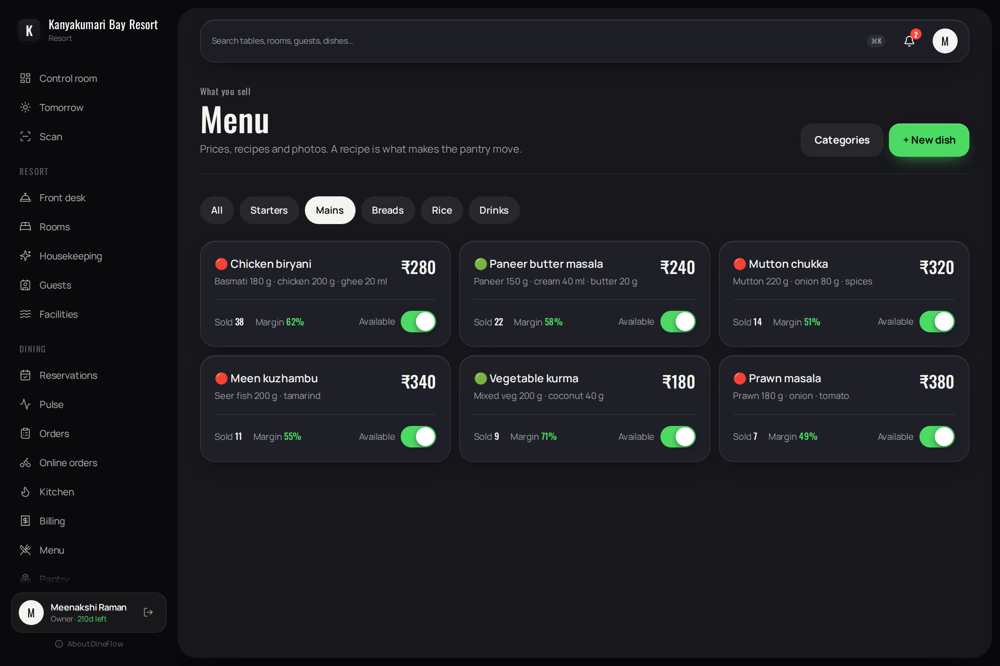 K
Kanyakumari Bay Resort
Resort
Control room
Tomorrow
Scan
RESORT
Front desk
Rooms
Housekeeping
Guests
Facilities
DINING
Reservations
Pulse
Orders
Online orders
Kitchen
Billing
Menu
Pantry
M
Meenakshi Raman
Owner · 210d left
About DineFlow
Search tables, rooms, guests, dishes...
⌘K
2
M
What you sell
Menu
Prices, recipes and photos. A recipe is what makes the pantry move.
Categories
+ New dish
All
Starters
Mains
Breads
Rice
Drinks
Chicken biryani
₹280
Basmati 180 g · chicken 200 g · ghee 20 ml
Sold 38 Margin 62% Available
Paneer butter masala
₹240
Paneer 150 g · cream 40 ml · butter 20 g
Sold 22 Margin 58% Available
Mutton chukka
₹320
Mutton 220 g · onion 80 g · spices
Sold 14 Margin 51% Available
Meen kuzhambu
₹340
Seer fish 200 g · tamarind
Sold 11 Margin 55% Available
Vegetable kurma
₹180
Mixed veg 200 g · coconut 40 g
Sold 9 Margin 71% Available
Prawn masala
₹380
Prawn 180 g · onion · tomato
Sold 7 Margin 49% Available